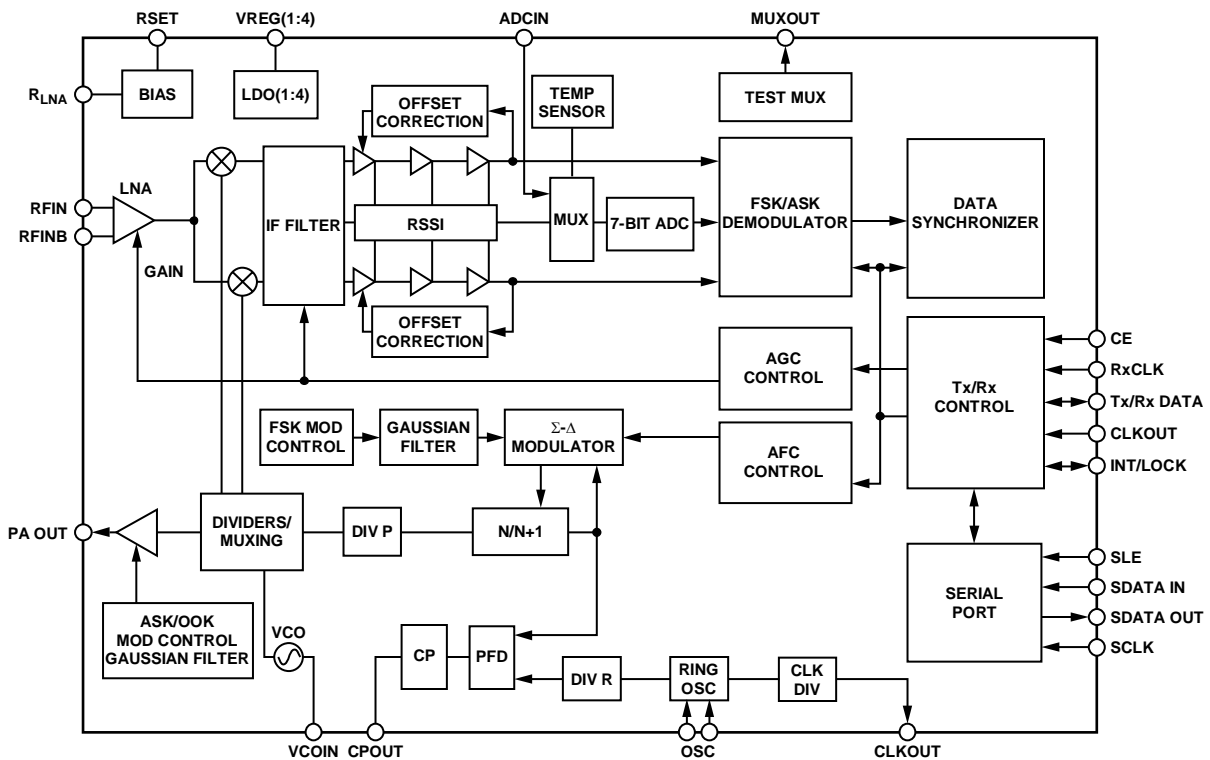 RSET
VREG(1:4)
ADCIN
MUXOUT
RLNA
BIAS
LDO(1:4)
OFFSET
CORRECTION
TEMP
SENSOR
TEST MUX
LNA
RFIN
RFINB
GAIN
IF FILTER
RSSI
MUX
7-BIT ADC
FSK/ASK
DEMODULATOR
DATA
SYNCHRONIZER
OFFSET
CORRECTION
AGC
CONTROL
Tx/Rx
CONTROL
CE
RxCLK
Tx/Rx DATA
CLKOUT
INT/LOCK
FSK MOD
CONTROL
GAUSSIAN
FILTER
Σ-Δ
MODULATOR
AFC
CONTROL
PA OUT
DIVIDERS/
MUXING
DIV P
N/N+1
SERIAL
PORT
SLE
SDATA IN
SDATA OUT
SCLK
ASK/OOK
MOD CONTROL
GAUSSIAN FILTER
VCO
CP
PFD
DIV R
RING
OSC
CLK
DIV
VCOIN
CPOUT
OSC
CLKOUT